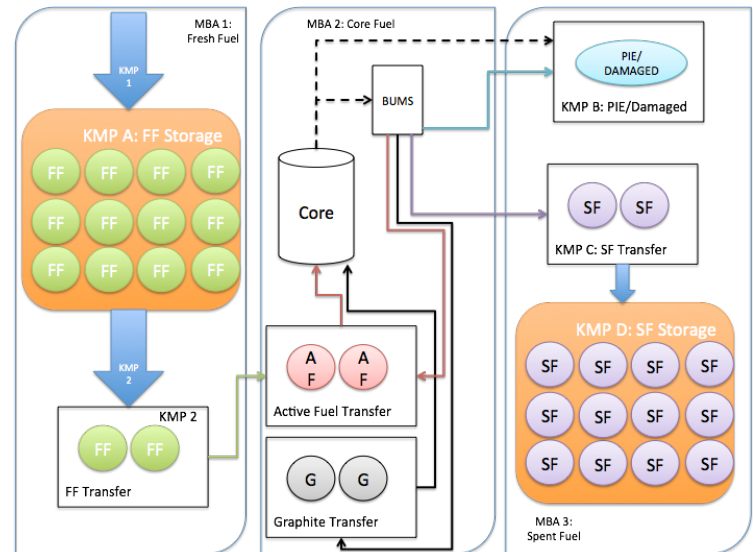 MBA 1:
Fresh Fuel
KMP
1
KMP A: FF Storage
FF FF FF FF
FF FF FF FF
FF FF FF FF
KMP
2
KMP 2
FF FF
FF Transfer
MBA 2: Core Fuel
BUMS
Core
A A
F F
Active Fuel Transfer
G G
Graphite Transfer
PIE/
DAMAGED
KMP B: PIE/Damaged
SF SF
KMP C: SF Transfer
KMP D: SF Storage
SF SF SF SF
SF SF SF SF
SF SF SF SF
MBA 3:
Spent Fuel